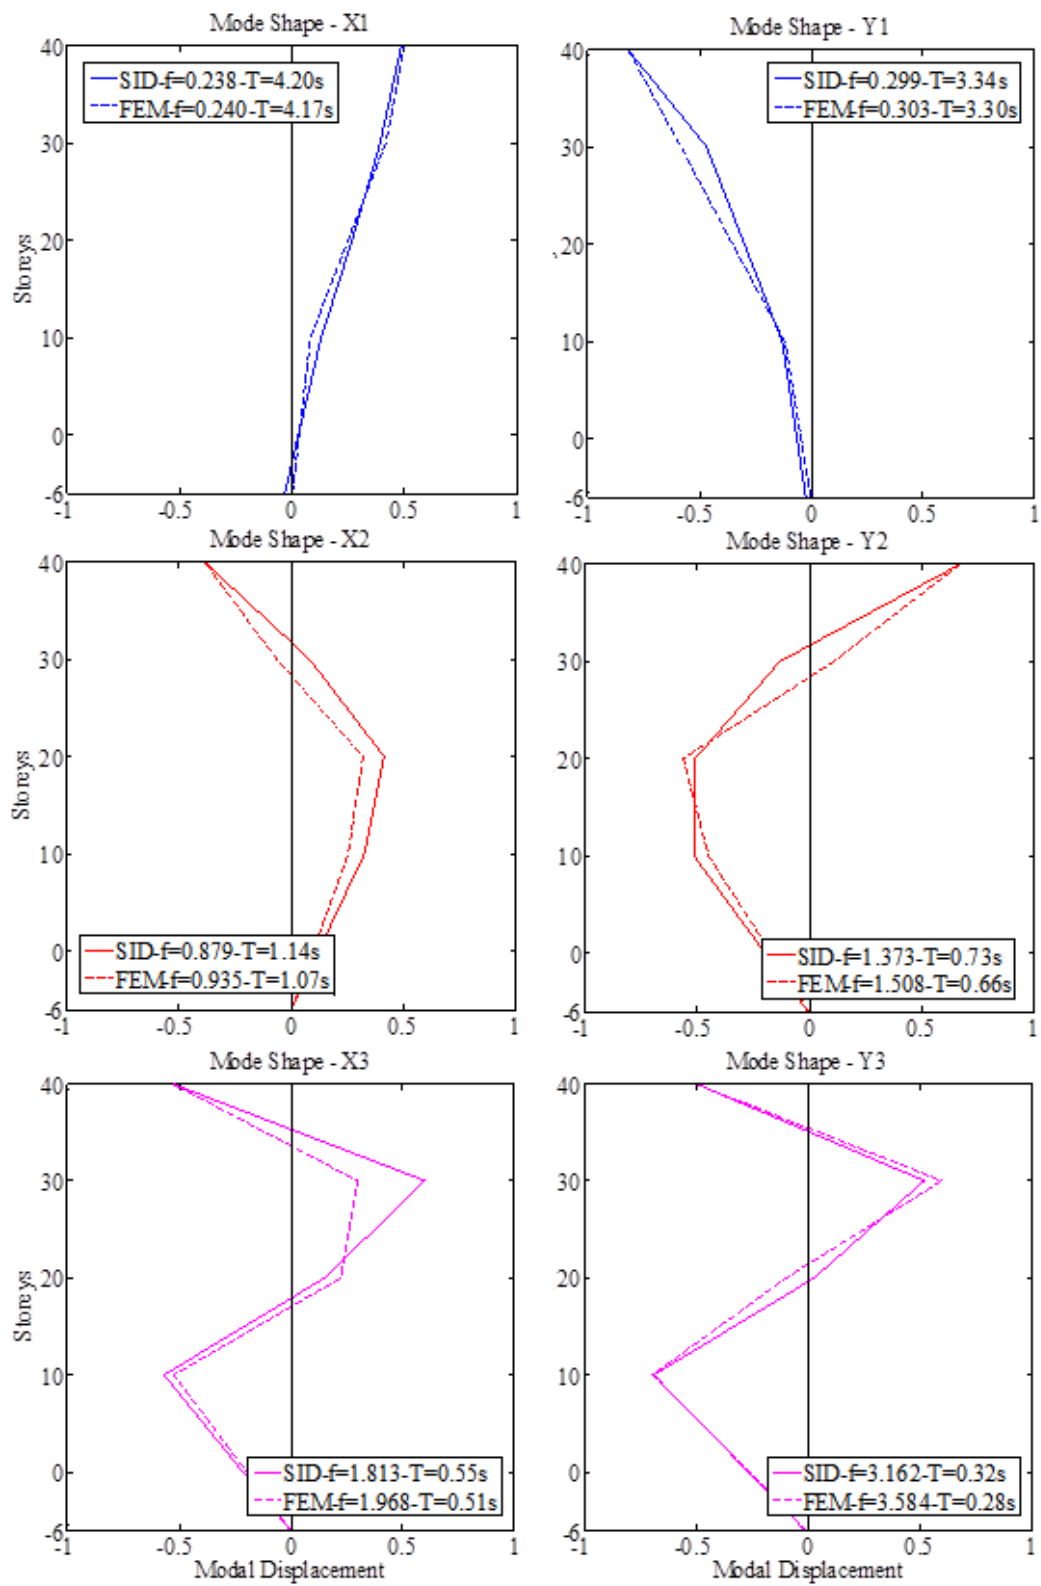 Mode Shape - X1
40
30
20
10
0
-6
-1
-0.5
0
0.5
1
Storeys
SID-f=0.238-T=4.20s
FEM-f=0.240-T=4.17s
Mode Shape - Y1
40
30
20
10
0
-6
-1
-0.5
0
0.5
1
SID-f=0.299-T=3.34s
FEM-f=0.303-T=3.30s
Mode Shape - X2
40
30
20
10
0
-6
-1
-0.5
0
0.5
1
Storeys
SID-f=0.879-T=1.14s
FEM-f=0.935-T=1.07s
Mode Shape - Y2
40
30
20
10
0
-6
-1
-0.5
0
0.5
1
SID-f=1.373-T=0.73s
FEM-f=1.508-T=0.66s
Mode Shape - X3
40
30
20
10
0
-6
-1
-0.5
0
0.5
1
Storeys
Modal Displacement
SID-f=1.813-T=0.55s
FEM-f=1.968-T=0.51s
Mode Shape - Y3
40
30
20
10
0
-6
-1
-0.5
0
0.5
1
Modal Displacement
SID-f=3.162-T=0.32s
FEM-f=3.584-T=0.28s